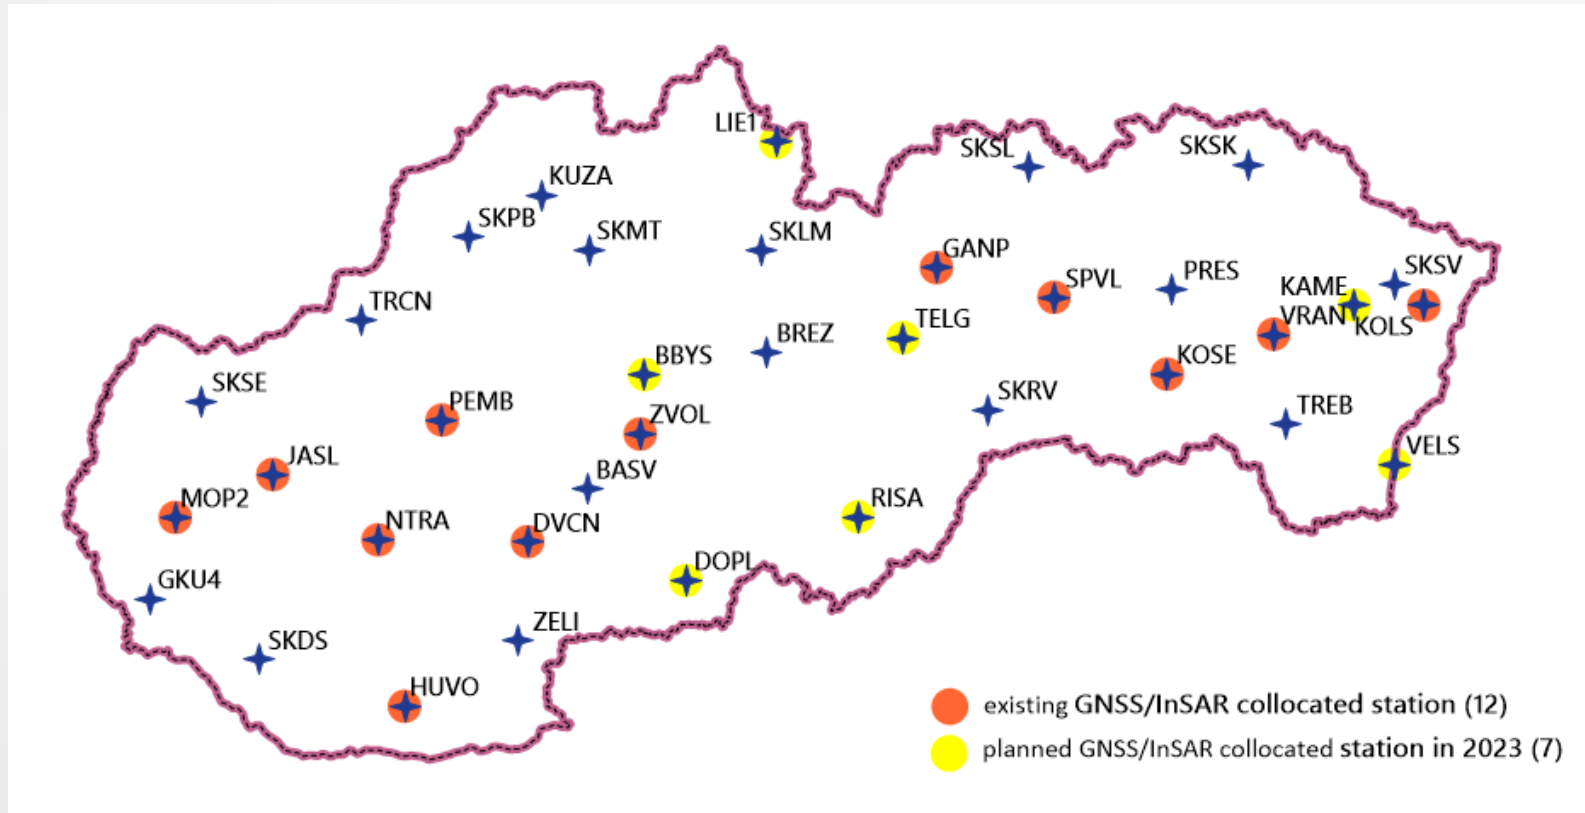 LIE1
SKSL
SKSK
KUZA
SKPB
SKMT
SKLM
GANP
SPVL
PRES
SKSV
KAME
VRAN
KOLS
TRCN
TELG
BREZ
BBYS
KOSE
SKSE
PEMB
ZVOL
SKRV
TREB
JASL
BASV
VELS
MOP2
NTRA
DVCN
RISA
GKU4
DOPL
SKDS
ZELI
HUVO
existing GNSS/InSAR collocated station (12)
planned GNSS/InSAR collocated station in 2023 (7)